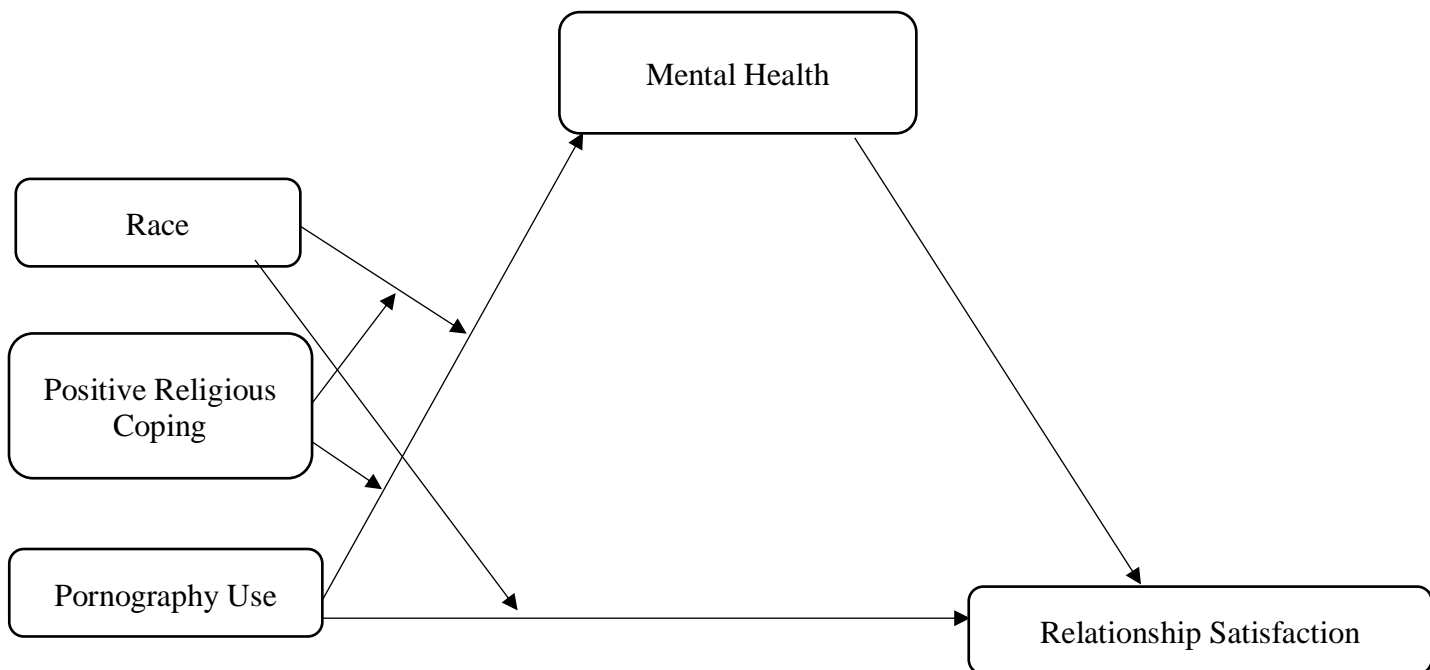 Mental Health
Race
Positive Religious
Coping
Pornography Use
Relationship Satisfaction